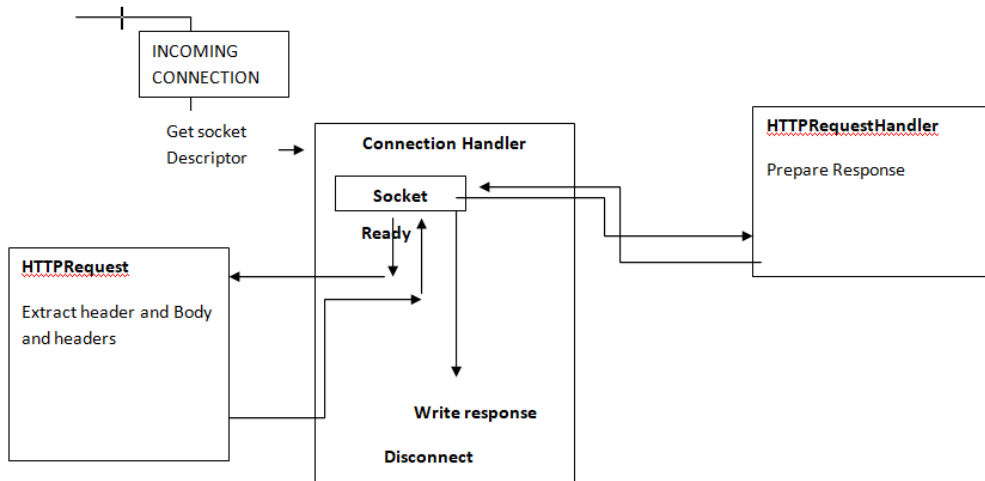 INCOMING
CONNECTION
Get socket
Descriptor
Connection Handler
Socket
Ready
Write response
Disconnect
HTTPRequestHandler
Prepare Response
HTTPRequest
Extract header and Body
and headers